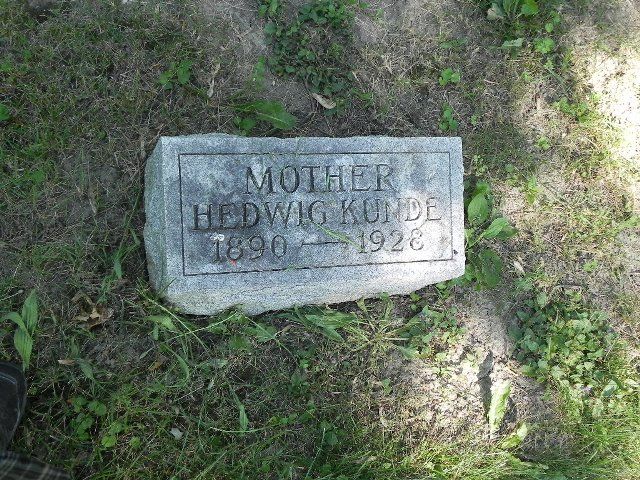 MOTHER
HEDWIG KUNDE
1890 — 1928